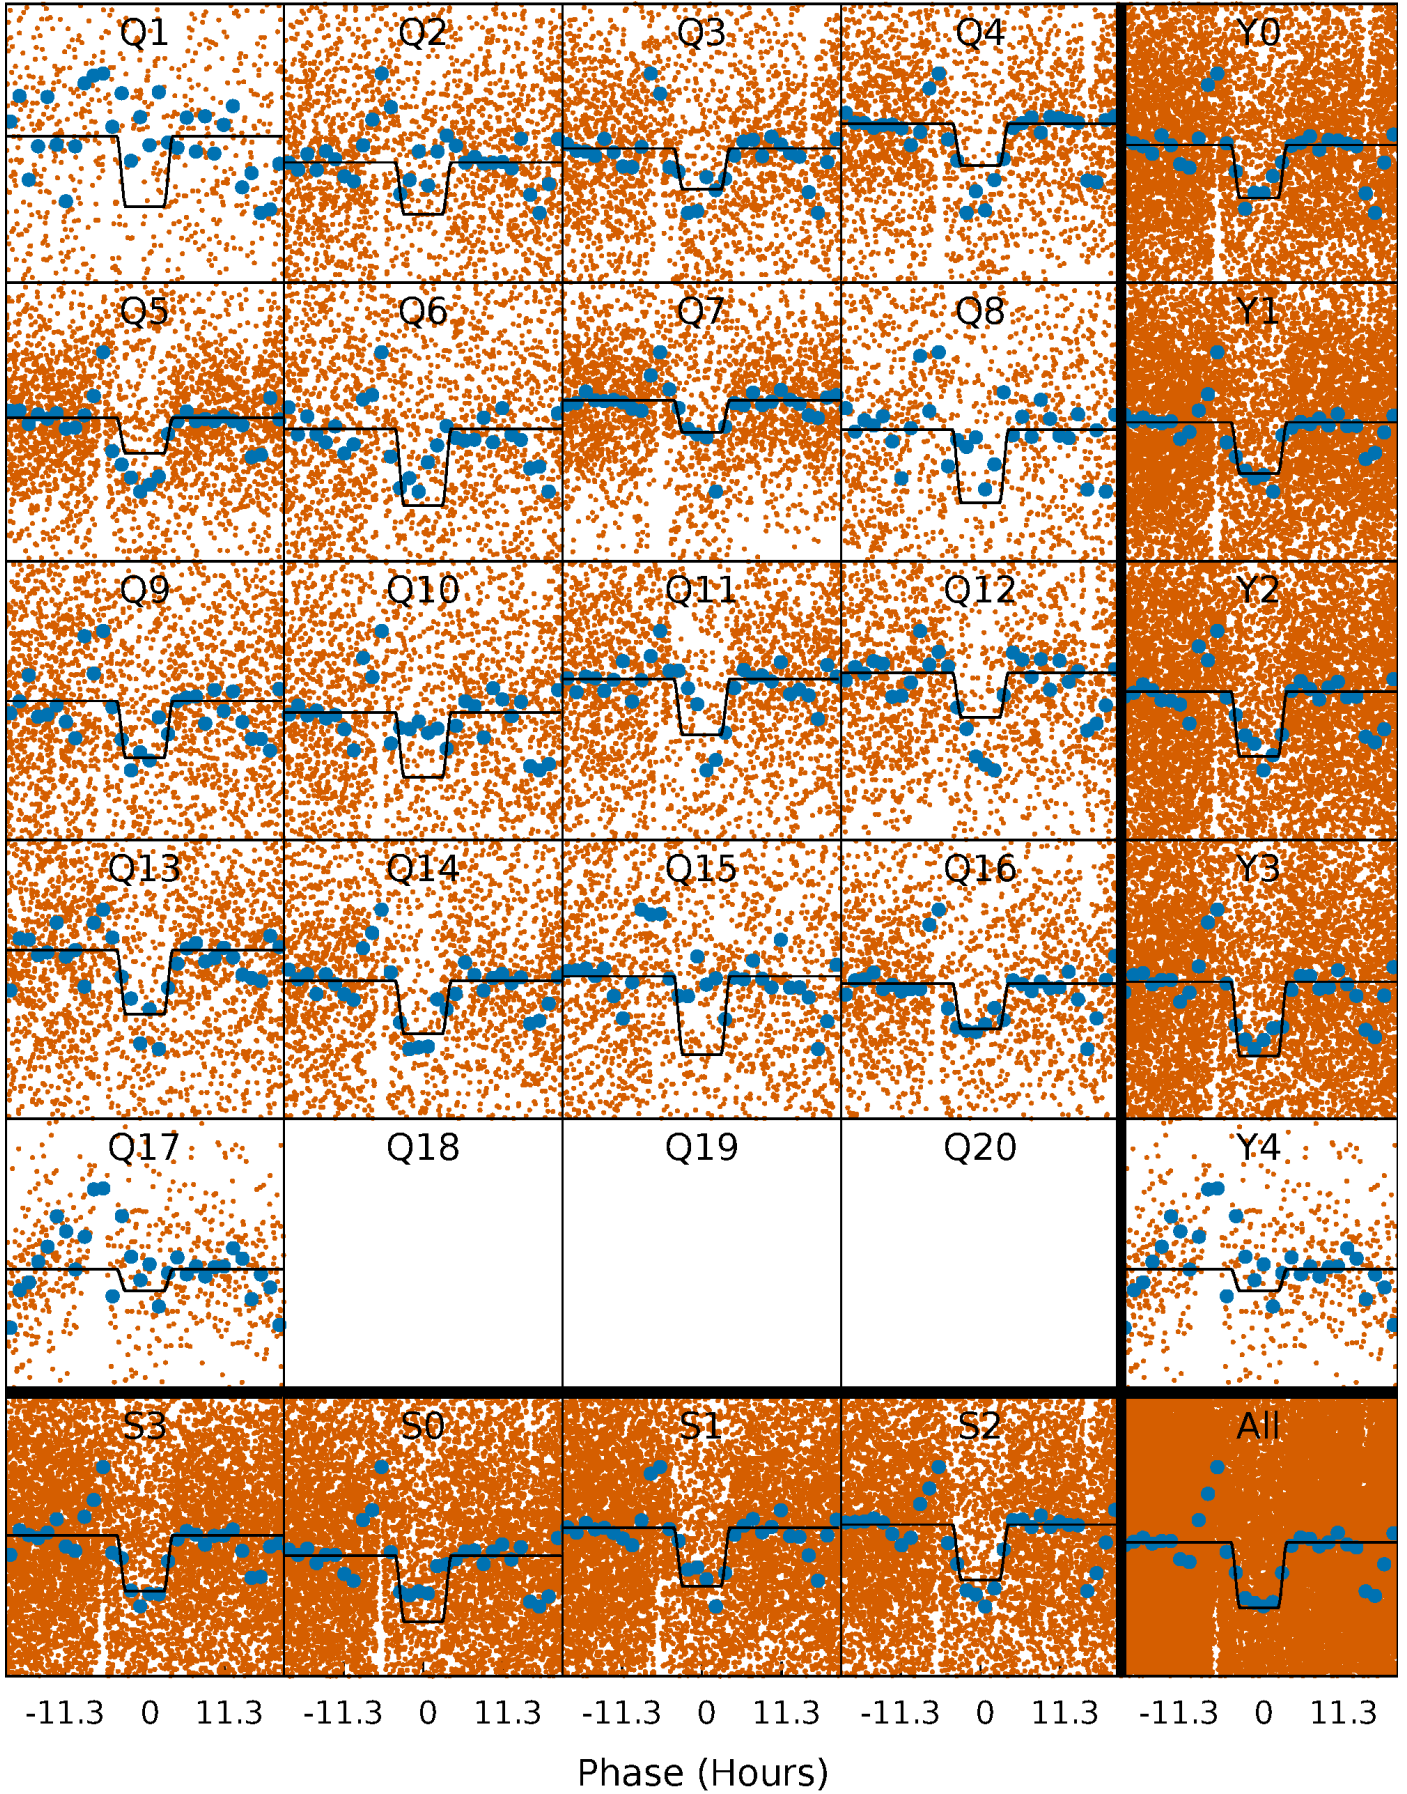 Q1 Q2 Q3 Q4 Y0
Q5 Q6 Q7 Q8 Y1
Q9 Q10 Q11 Q12 Y2
Q13 Q14 Q15 Q16 Y3
Q17 Q18 Q19 Q20 Y4
S3 S0 S1 S2 All
-11.3 0 11.3 -11.3 0 11.3 -11.3 0 11.3 -11.3 0 11.3 -11.3 0 11.3
Phase (Hours)